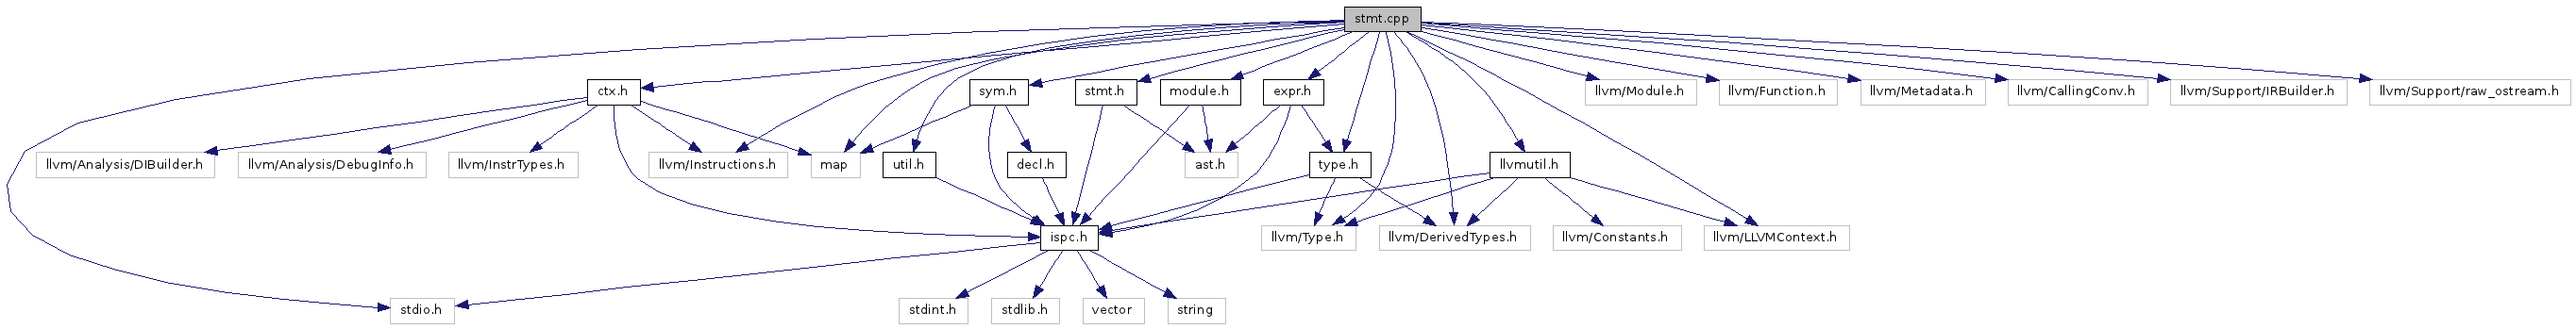 stmt.cpp
ctx.h
sym.h
stmt.h
module.h
expr.h
llvm/Module.h
llvm/Function.h
llvm/Metadata.h
llvm/CallingConv.h
llvm/Support/IRBuilder.h
llvm/Support/raw_ostream.h
llvm/Analysis/DIBuilder.h
llvm/Analysis/DebugInfo.h
llvm/InstrTypes.h
llvm/Instructions.h
map
util.h
decl.h
ast.h
type.h
llvmutil.h
ispc.h
llvm/Type.h
llvm/DerivedTypes.h
llvm/Constants.h
llvm/LLVMContext.h
stdio.h
stdint.h
stdlib.h
vector
string